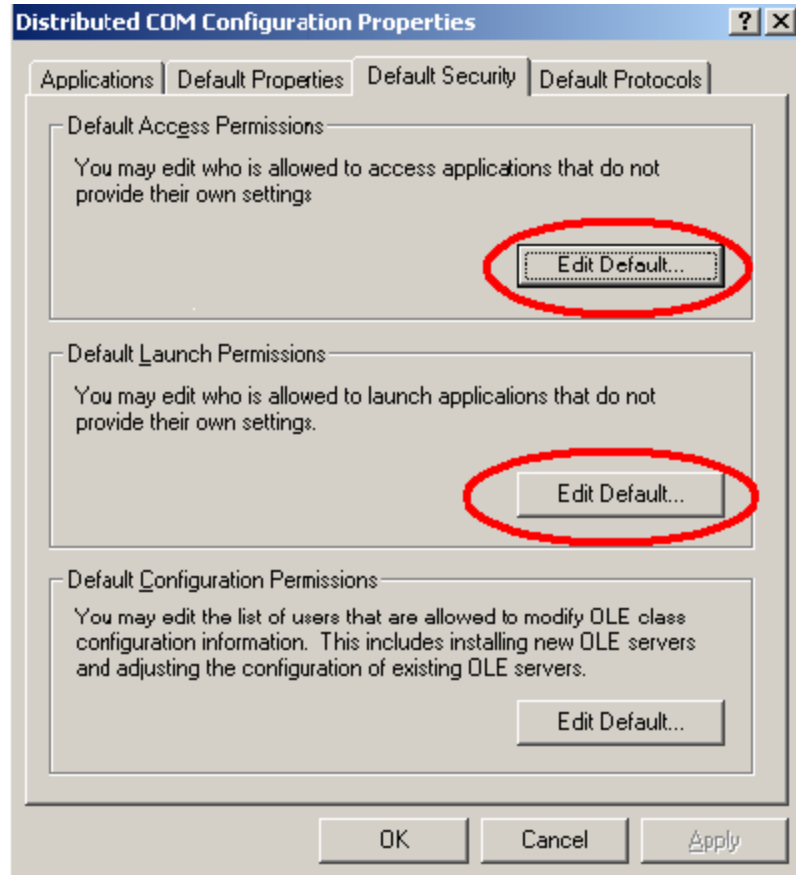 Distributed COM Configuration Properties
? X
Applications
Default Properties
Default Security
Default Protocols
Default Access Permissions
You may edit who is allowed to access applications that do not
provide their own settings
Edit Default...
Default Launch Permissions
You may edit who is allowed to launch applications that do not
provide their own settings.
Edit Default...
Default Configuration Permissions
You may edit the list of users that are allowed to modify OLE class
configuration information. This includes installing new OLE servers
and adjusting the configuration of existing OLE servers.
Edit Default...
OK
Cancel
Apply